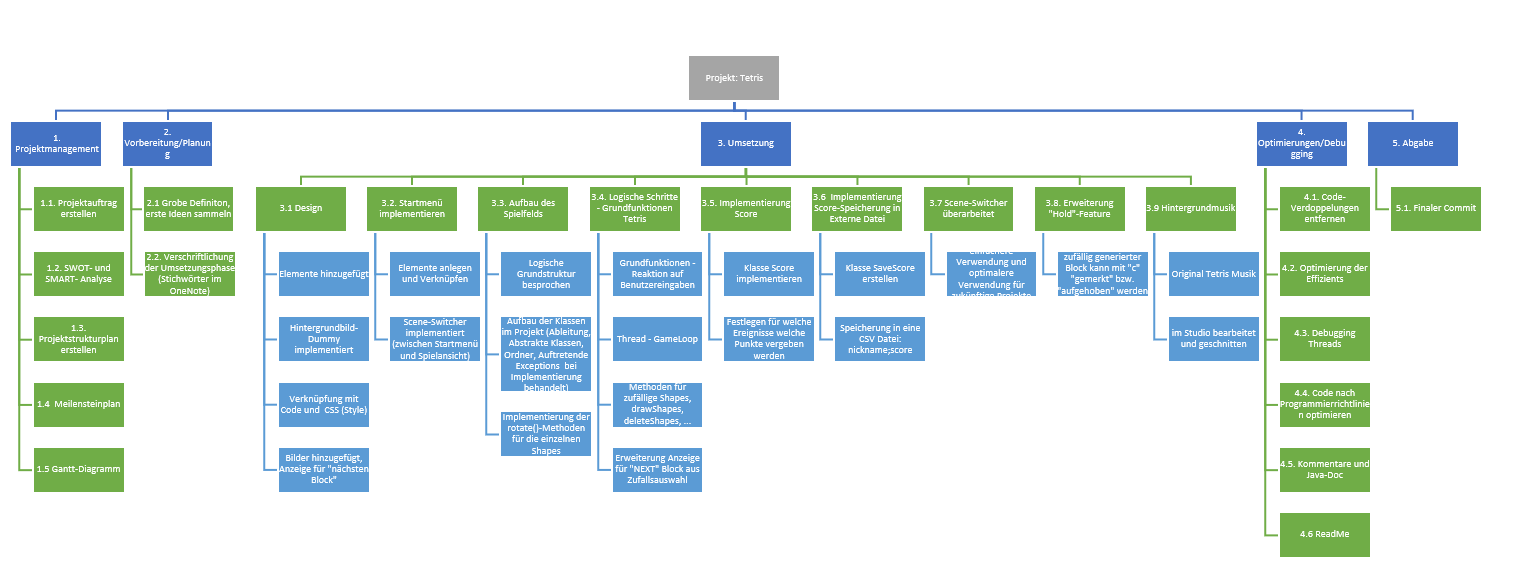 Projekt: Tetris
1.
Projektmanagement
2.
Vorbereitung/Planun
g
3. Umsetzung
4.
Optimierungen/Debu
gging
5. Abgabe
1.1. Projektauftrag
erstellen
1.2. SWOT- und
SMART- Analyse
1.3.
Projektstrukturplan
erstellen
1.4 Meilensteinplan
1.5 Gantt-Diagramm
2.1 Grobe Definiton,
erste Ideen sammeln
2.2. Verschriftlichung
der Umsetzungsphase
(Stichwörter im
OneNote)
3.1 Design
Elemente hinzugefügt
Hintergrundbild-
Dummy
implementiert
Verknüpfung mit
Code und CSS (Style)
Bilder hinzugefügt,
Anzeige für "nächsten
Block"
3.2. Startmenü
implementieren
Elemente anlegen
und Verknüpfen
Scene-Switcher
implementiert
(zwischen Startmenü
und Spielansicht)
3.3. Aufbau des
Spielfelds
Logische
Grundstruktur
besprochen
Aufbau der Klassen
im Projekt (Ableitung,
Abstrakte Klassen,
Ordner, Auftretende
Exceptions bei
Implementierung
behandelt)
Implementierung der
rotate()-Methoden
für die einzelnen
Shapes
3.4. Logische Schritte
- Grundfunktionen
Tetris
Grundfunktionen -
Reaktion auf
Benutzereingaben
Thread - GameLoop
Methoden für
zufällige Shapes,
drawShapes,
deleteShapes, ...
Erweiterung Anzeige
für "NEXT" Block aus
Zufallsauswahl
3.5. Implementierung
Score
Klasse Score
implementieren
Festlegen für welche
Ereignisse welche
Punkte vergeben
werden
3.6 Implementierung
Score-Speicherung in
Externe Datei
Klasse SaveScore
erstellen
Speicherung in eine
CSV Datei:
nickname;score
3.7 Scene-Switcher
überarbeitet
Verwendung und
optimalere
Verwendung für
zukünftige Projekte
3.8. Erweiterung
"Hold"-Feature
zufällig generierter
Block kann mit "c"
"gemerkt" bzw.
"aufgehoben" werden
3.9 Hintergrundmusik
Original Tetris Musik
im Studio bearbeitet
und geschnitten
4.1. Code-
Verdoppelungen
entfernen
4.2. Optimierung der
Effizients
4.3. Debugging
Threads
4.4. Code nach
Programmierrichtlinie
n optimieren
4.5. Kommentare und
Java-Doc
4.6 ReadMe
5.1. Finaler Commit